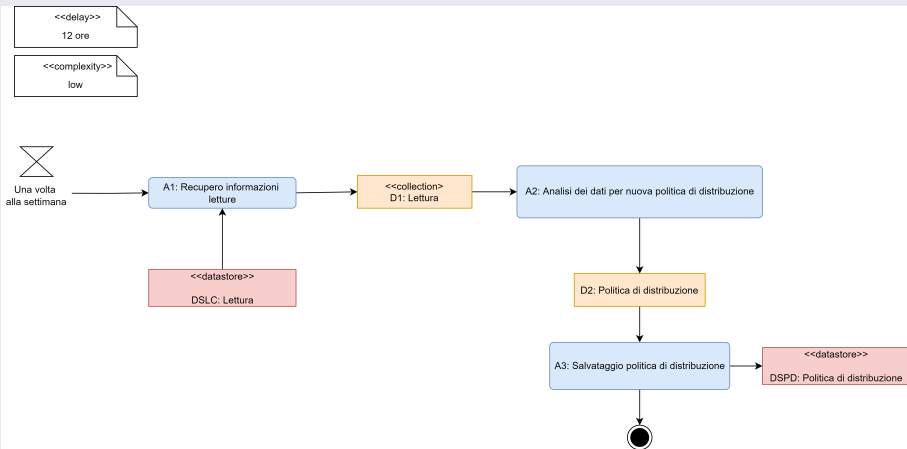 <<delay>>
12 ore
<<complexity>>
low
Una volta
alla settimana
A1: Recupero informazioni
letture
<<collection>>
D1: Lettura
A2: Analisi dei dati per nuova politica di distribuzione
<<datastore>>
DSLC: Lettura
D2: Politica di distribuzione
A3: Salvataggio politica di distribuzione
<<datastore>>
DSPD: Politica di distribuzione